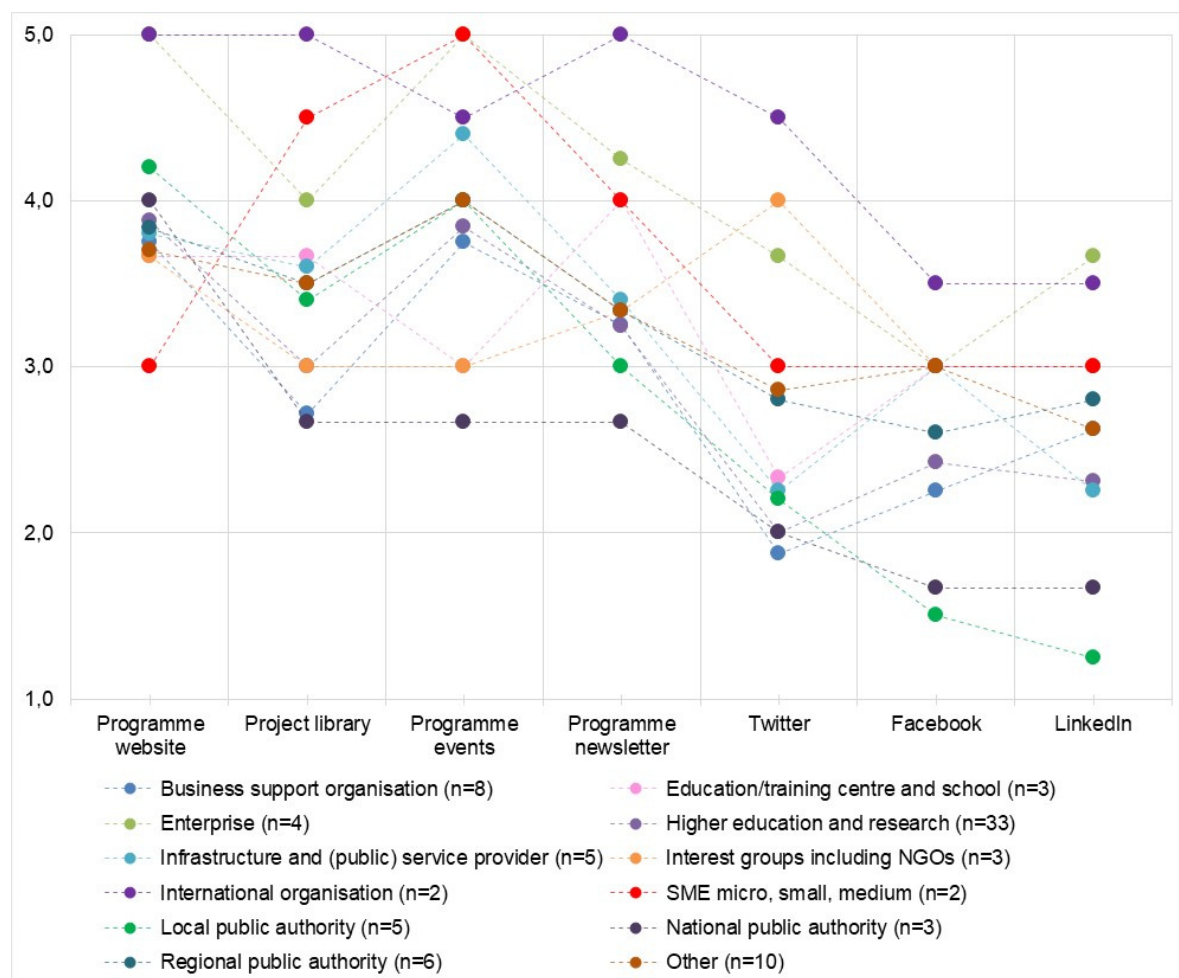 5,0
4,0
3,0
2,0
1,0
Programme website
Project library
Programme events
Programme newsletter
Twitter
Facebook
LinkedIn
Business support organisation (n=8)
Education/training centre and school (n=3)
Enterprise (n=4)
Higher education and research (n=33)
Infrastructure and (public) service provider (n=5)
Interest groups including NGOs (n=3)
International organisation (n=2)
SME micro, small, medium (n=2)
Local public authority (n=5)
National public authority (n=3)
Regional public authority (n=6)
Other (n=10)